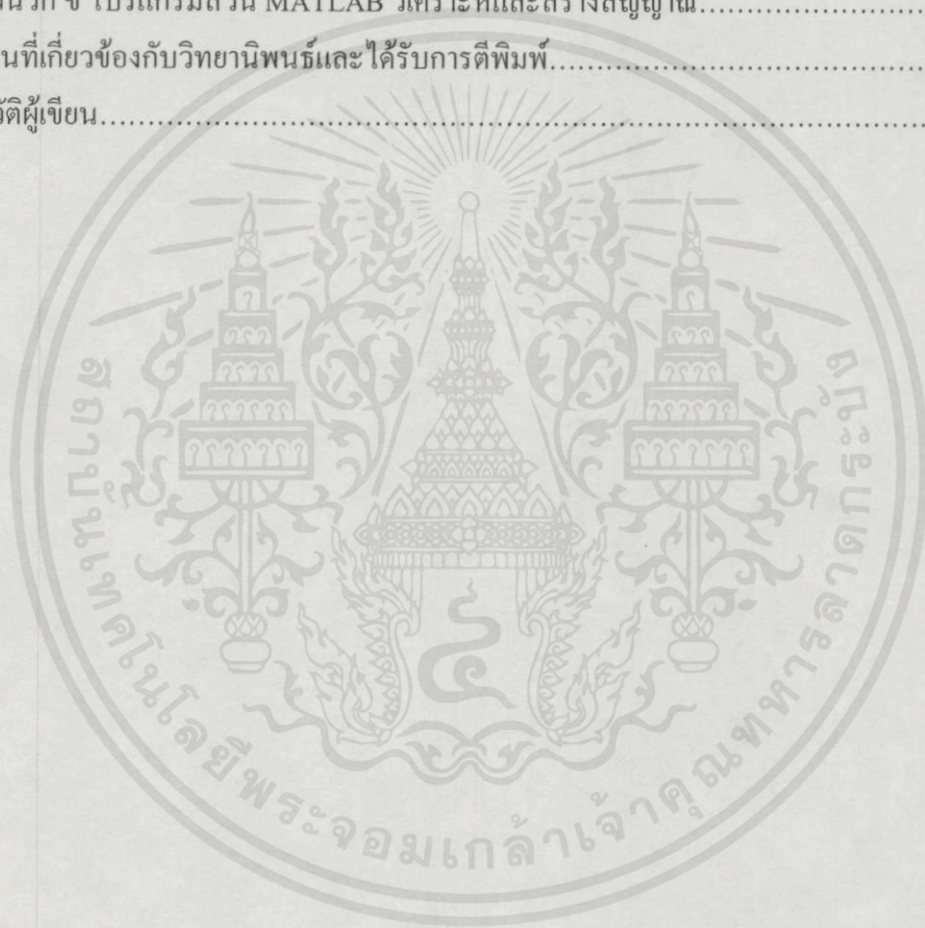 โปรแกรมส่วน MATLAB วิเคราะห์และสร้างสัญญาณ........................
ที่เกี่ยวข้องกับวิทยานิพนธ์และได้รับการตีพิมพ์........................
ผู้เขียน........................
สถาบันเทคโนโลยีพระจอมเกล้าเจ้าคุณทหารลาดกระบัง
๕